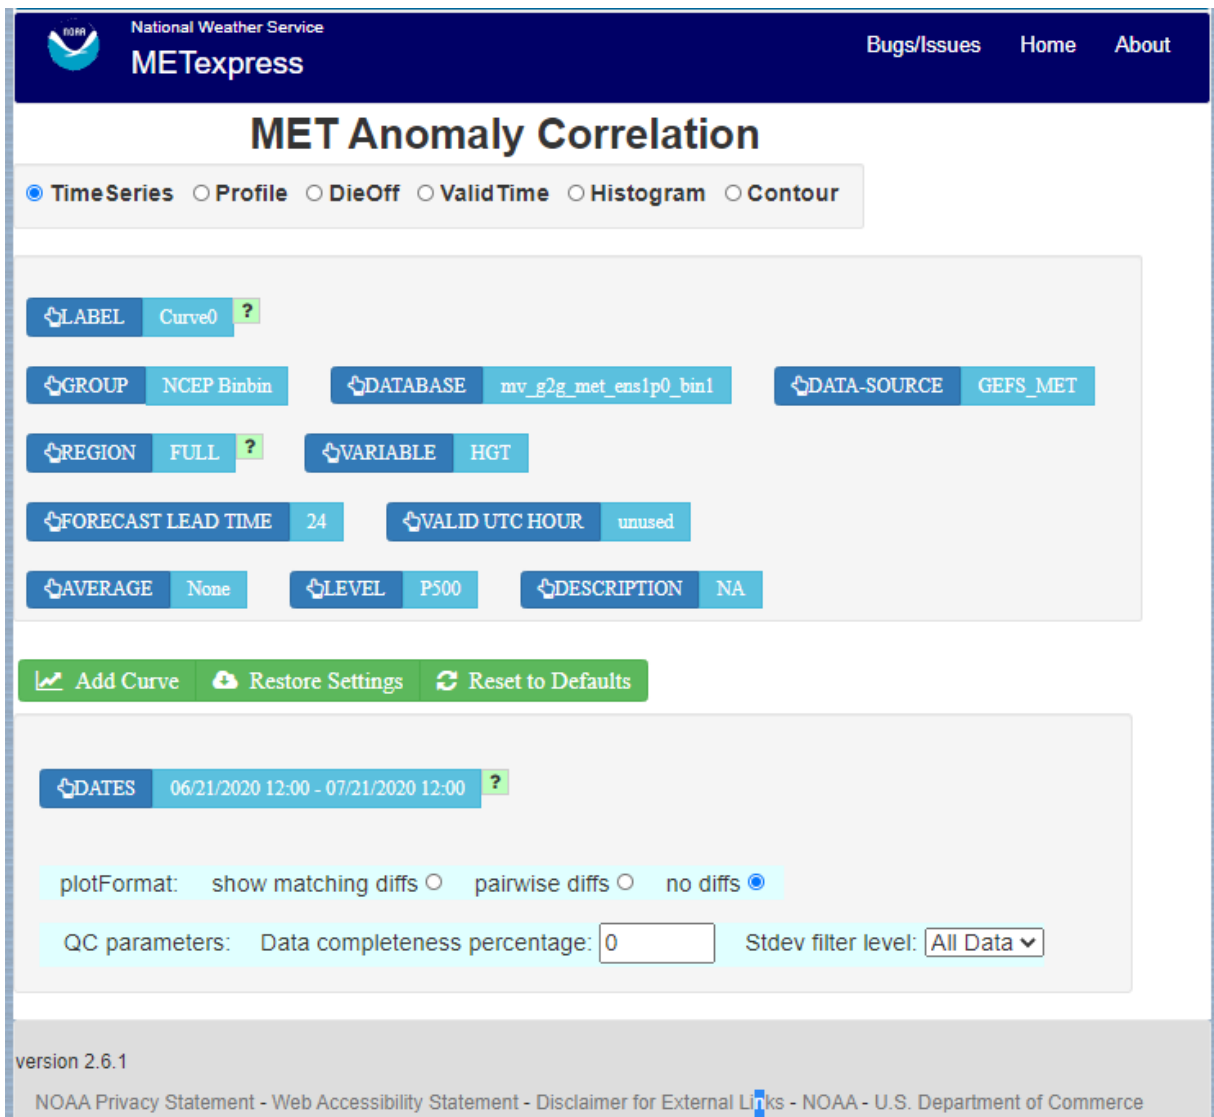 NOAA
National Weather Service
METexpress
Bugs/Issues Home About
MET Anomaly Correlation
TimeSeries Profile DieOff ValidTime Histogram Contour
LABEL Curve0 ?
GROUP NCEP Binbin DATABASE mv_g2g_met_ens1p0_bin1 DATA-SOURCE GEFS_MET
REGION FULL ? VARIABLE HGT
FORECAST LEAD TIME 24 VALID UTC HOUR unused
AVERAGE None LEVEL P500 DESCRIPTION NA
Add Curve Restore Settings Reset to Defaults
DATES 06/21/2020 12:00 - 07/21/2020 12:00 ?
plotFormat: show matching diffs pairwise diffs no diffs
QC parameters: Data completeness percentage: 0 Stdev filter level: All Data
version 2.6.1
NOAA Privacy Statement - Web Accessibility Statement - Disclaimer for External Links - NOAA - U.S. Department of Commerce